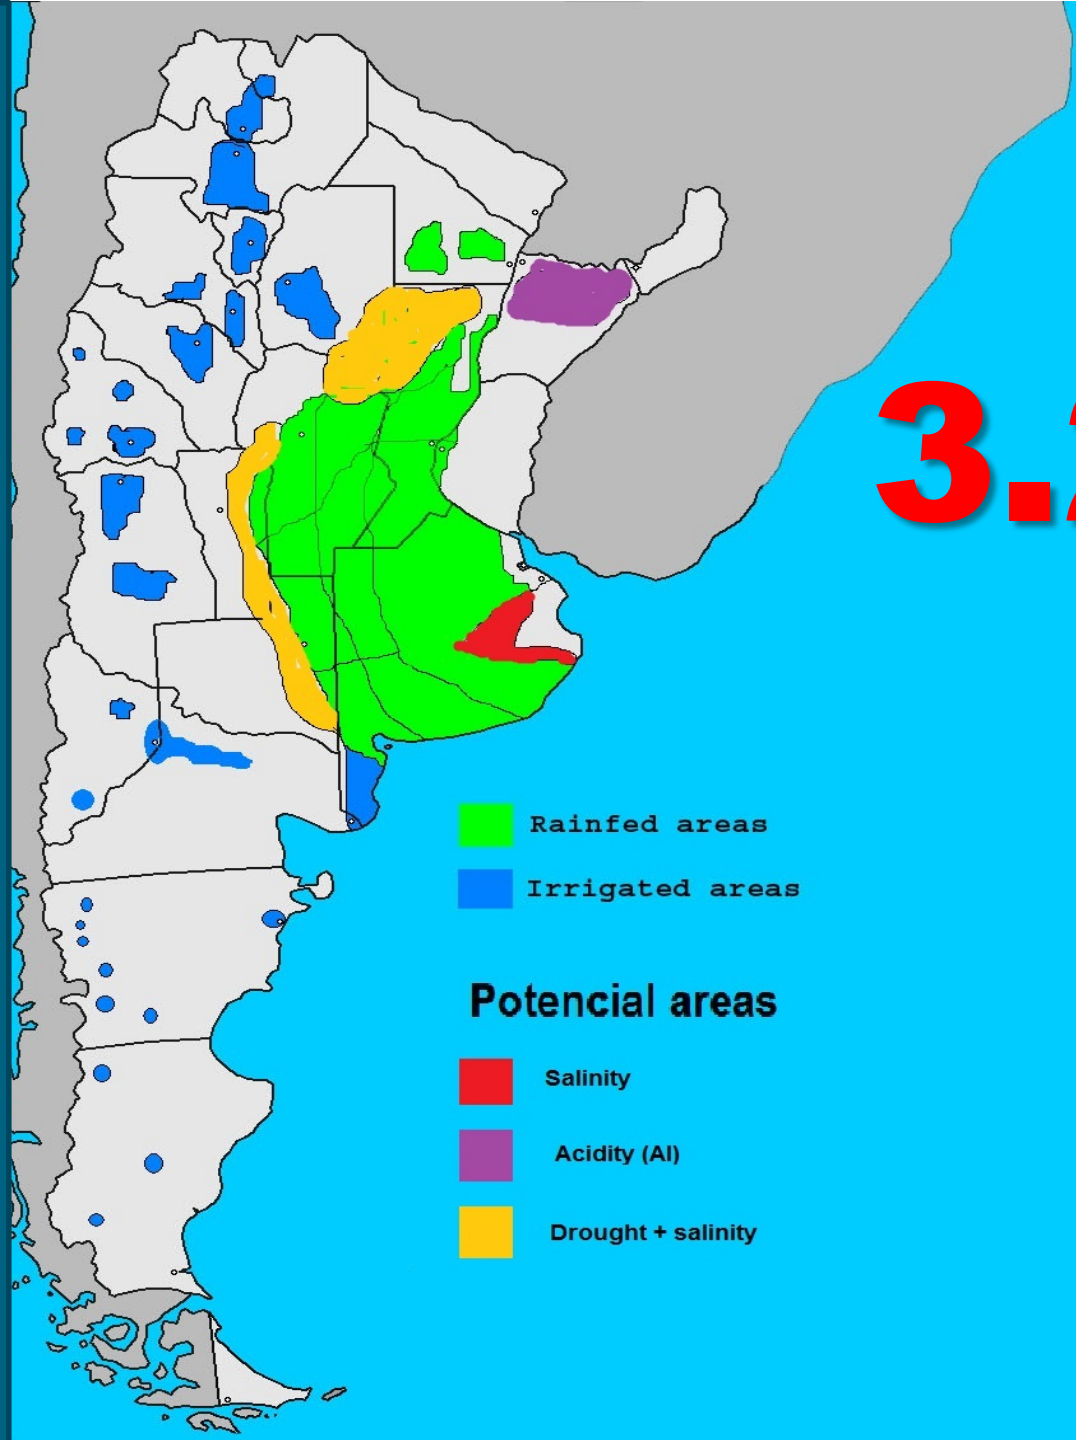 3.
Rainfed areas
Irrigated areas
Potencial areas
Salinity
Acidity (Al)
Drought + salinity